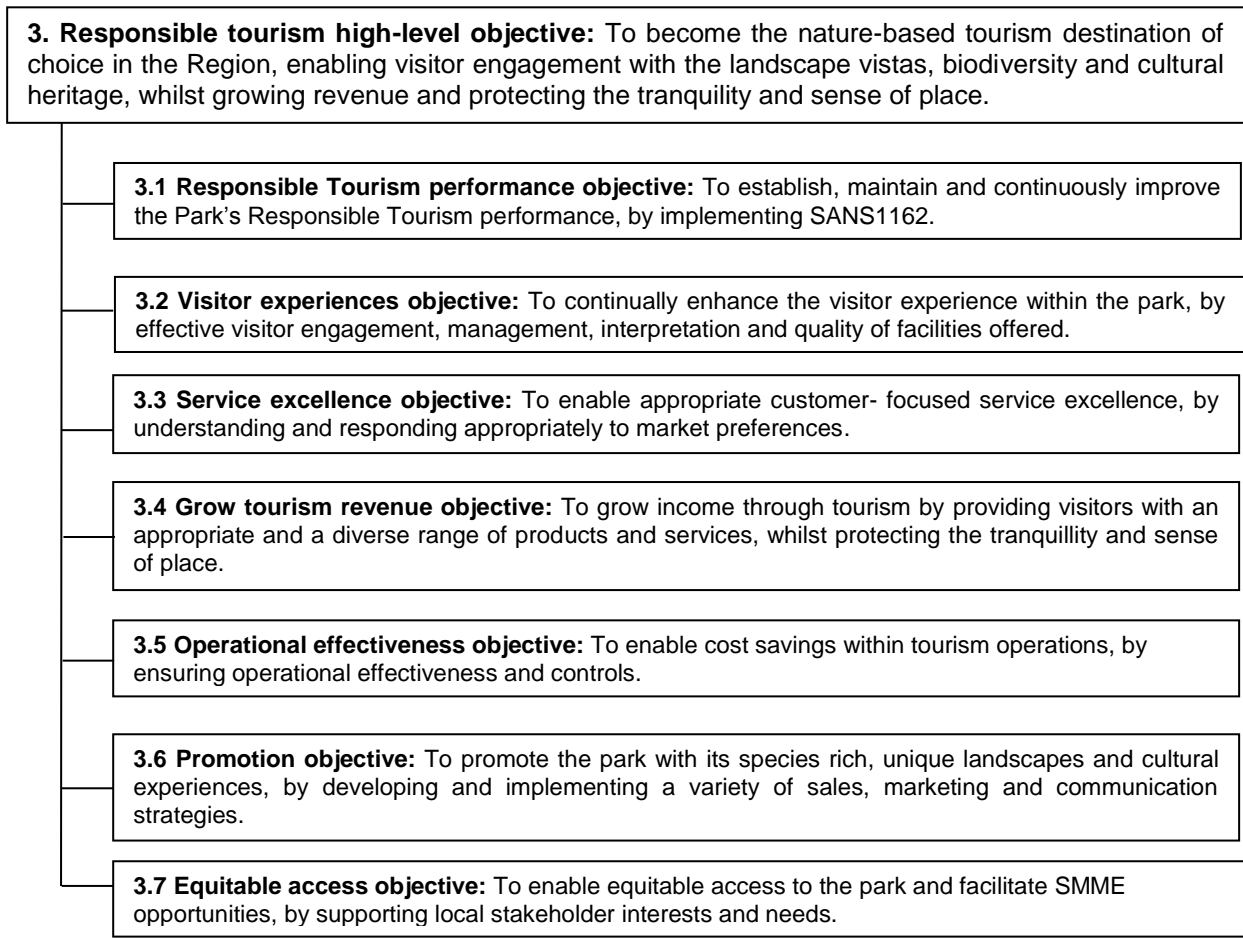 3. Responsible tourism high-level objective: To become the nature-based tourism destination of
choice in the Region, enabling visitor engagement with the landscape vistas, biodiversity and cultural
heritage, whilst growing revenue and protecting the tranquility and sense of place.
3.1 Responsible Tourism performance objective: To establish, maintain and continuously improve
the Park's Responsible Tourism performance, by implementing SANS1162.
3.2 Visitor experiences objective: To continually enhance the visitor experience within the park, by
effective visitor engagement, management, interpretation and quality of facilities offered.
3.3 Service excellence objective: To enable appropriate customer- focused service excellence, by
understanding and responding appropriately to market preferences.
3.4 Grow tourism revenue objective: To grow income through tourism by providing visitors with an
appropriate and a diverse range of products and services, whilst protecting the tranquillity and sense
of place.
3.5 Operational effectiveness objective: To enable cost savings within tourism operations, by
ensuring operational effectiveness and controls.
3.6 Promotion objective: To promote the park with its species rich, unique landscapes and cultural
experiences, by developing and implementing a variety of sales, marketing and communication
strategies.
3.7 Equitable access objective: To enable equitable access to the park and facilitate SMME
opportunities, by supporting local stakeholder interests and needs.